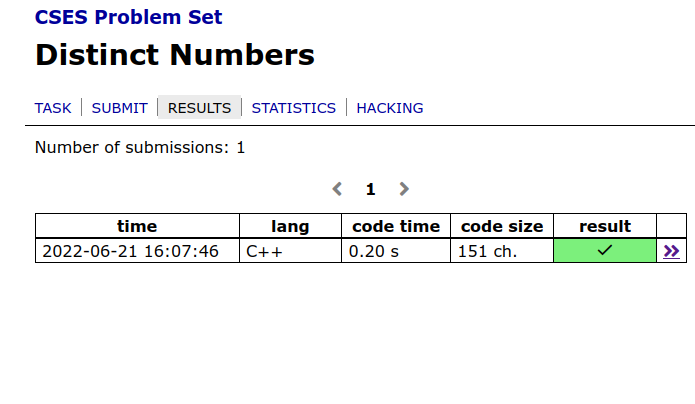 CSES Problem Set
Distinct Numbers
TASK | SUBMIT | RESULTS | STATISTICS | HACKING
Number of submissions: 1
1
time lang code time code size result
2022-06-21 16:07:46 C++ 0.20 s 151 ch. ✓ »